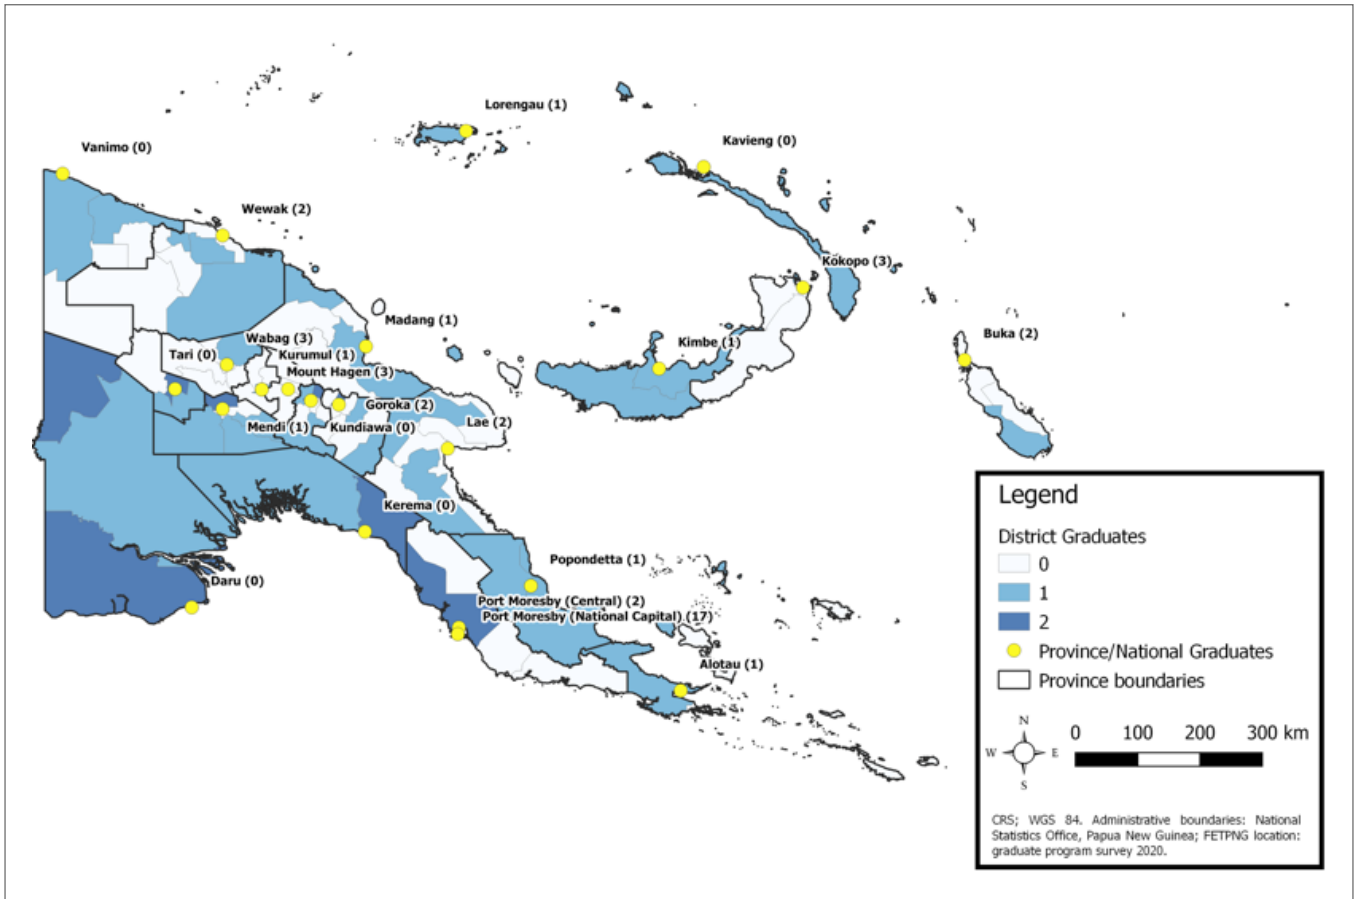 Lorengau (1)
Kavieng (0)
Vanimo (0)
Wewak (2)
Kokopo (3)
Madang (1)
Buka (2)
Wabag (3)
Kimbe (1)
Tari (0)
Kurumul (1)
Mount Hagen (3)
Goroka (2)
Lae (2)
Mendi (1)
Kundiawa (0)
Kerema (0)
Popondetta (1)
Daru (0)
Port Moresby (Central) (2)
Port Moresby (National Capital) (17)
Alotau (1)
Legend
District Graduates
0
1
2
Province/National Graduates
Province boundaries
N
W E
S
0 100 200 300 km
CRS; WGS 84. Administrative boundaries: National
Statistics Office, Papua New Guinea; FETPNG location:
graduate program survey 2020.